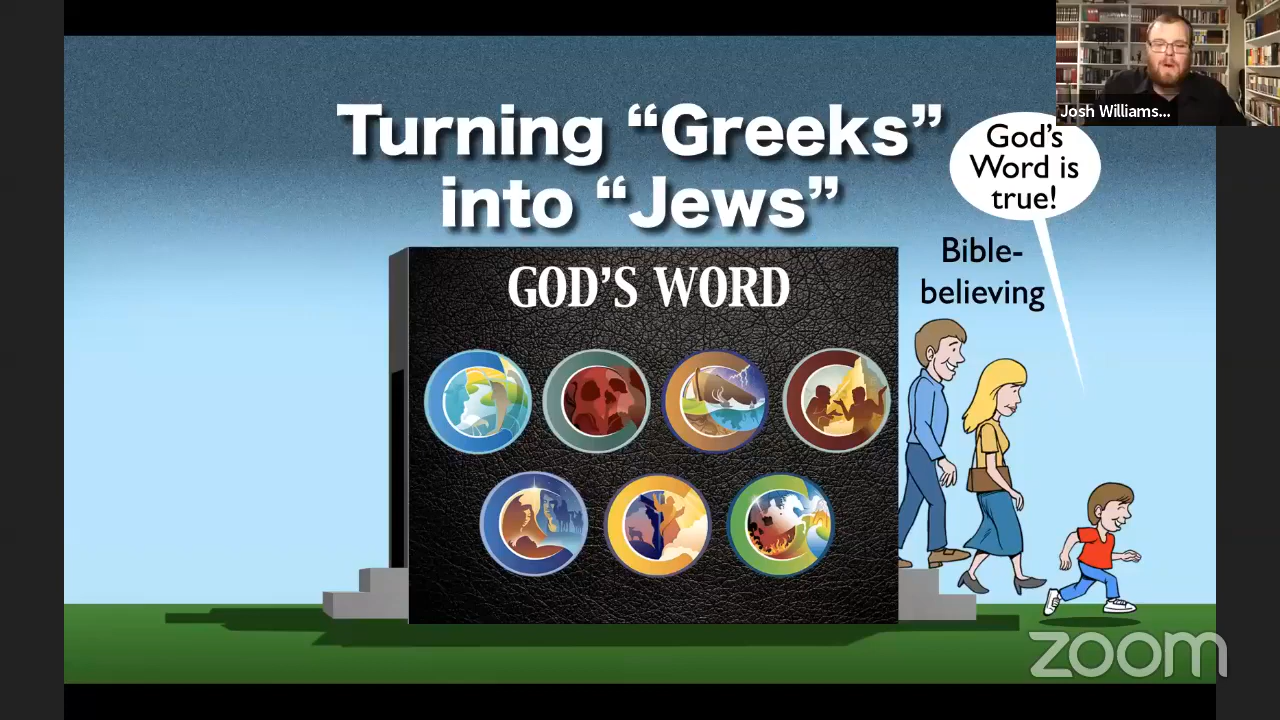 Josh Williams...
Turning “Greeks”
into “Jews”
God’s
Word is
true!
Bible-
believing
GOD’S WORD
zoom